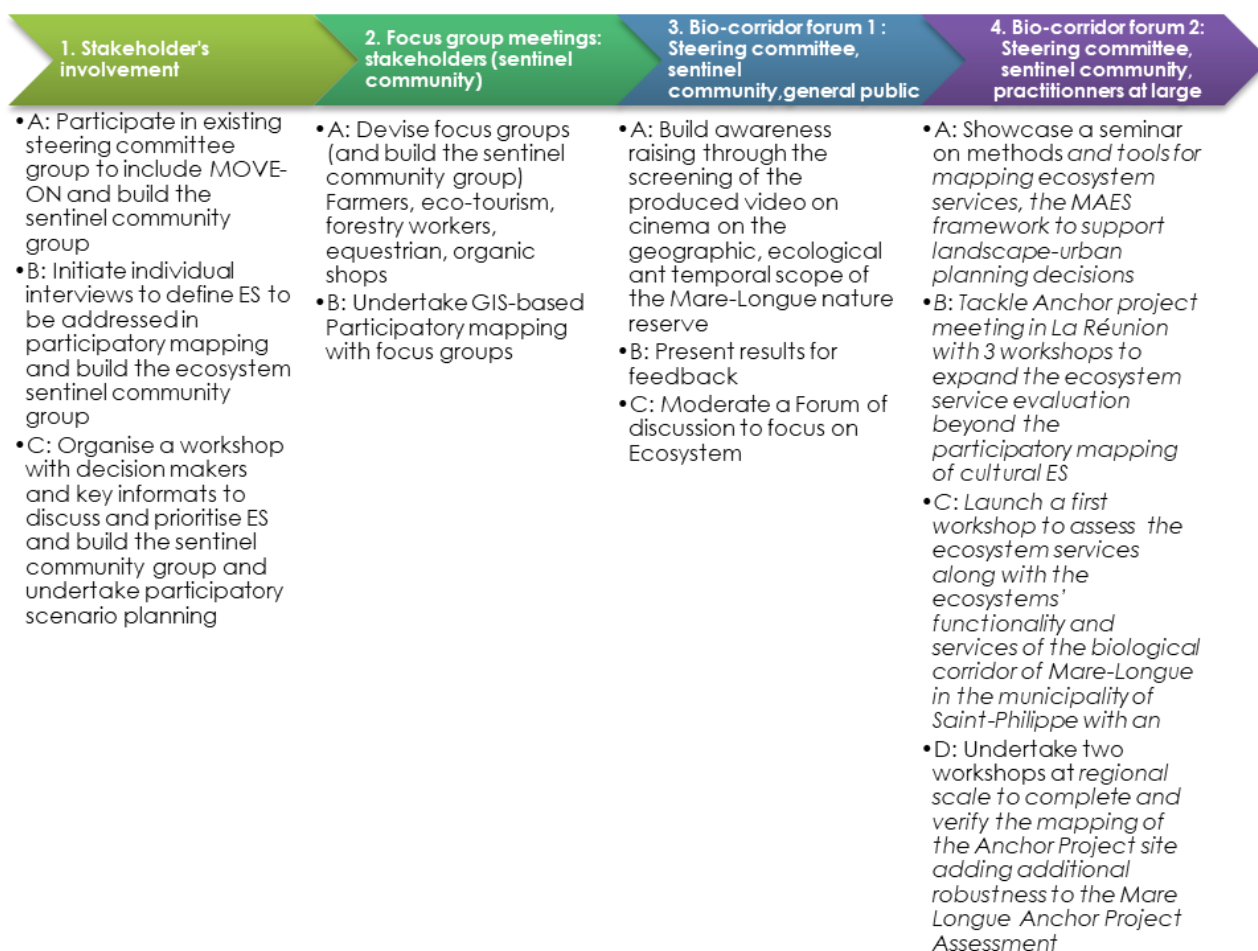 1. Stakeholder's
involvement
2. Focus group meetings:
stakeholders (sentinel
community)
3. Bio-corridor forum 1 :
Steering committee,
sentinel
community,general public
4. Bio-corridor forum 2:
Steering committee,
sentinel community,
practitionners at large
•A: Participate in existing
steering committee
group to include MOVE-
ON and build the
sentinel community
group
•B: Initiate individual
interviews to define ES to
be addressed in
participatory mapping
and build the ecosystem
sentinel community
group
•C: Organise a workshop
with decision makers
and key informats to
discuss and prioritise ES
and build the sentinel
community group and
undertake participatory
scenario planning
•A: Devise focus groups
(and build the sentinel
community group)
Farmers, eco-tourism,
forestry workers,
equestrian, organic
shops
•B: Undertake GIS-based
Participatory mapping
with focus groups
•A: Build awareness
raising through the
screening of the
produced video on
cinema on the
geographic, ecological
ant temporal scope of
the Mare-Longue nature
reserve
•B: Present results for
feedback
•C: Moderate a Forum of
discussion to focus on
Ecosystem
•A: Showcase a seminar
on methods and tools for
mapping ecosystem
services, the MAES
framework to support
landscape-urban
planning decisions
•B: Tackle Anchor project
meeting in La Réunion
with 3 workshops to
expand the ecosystem
service evaluation
beyond the
participatory mapping
of cultural ES
•C: Launch a first
workshop to assess the
ecosystem services
along with the
ecosystems’
functionality and
services of the biological
corridor of Mare-Longue
in the municipality of
Saint-Philippe with an
•D: Undertake two
workshops at regional
scale to complete and
verify the mapping of
the Anchor Project site
adding additional
robustness to the Mare
Longue Anchor Project
Assessment